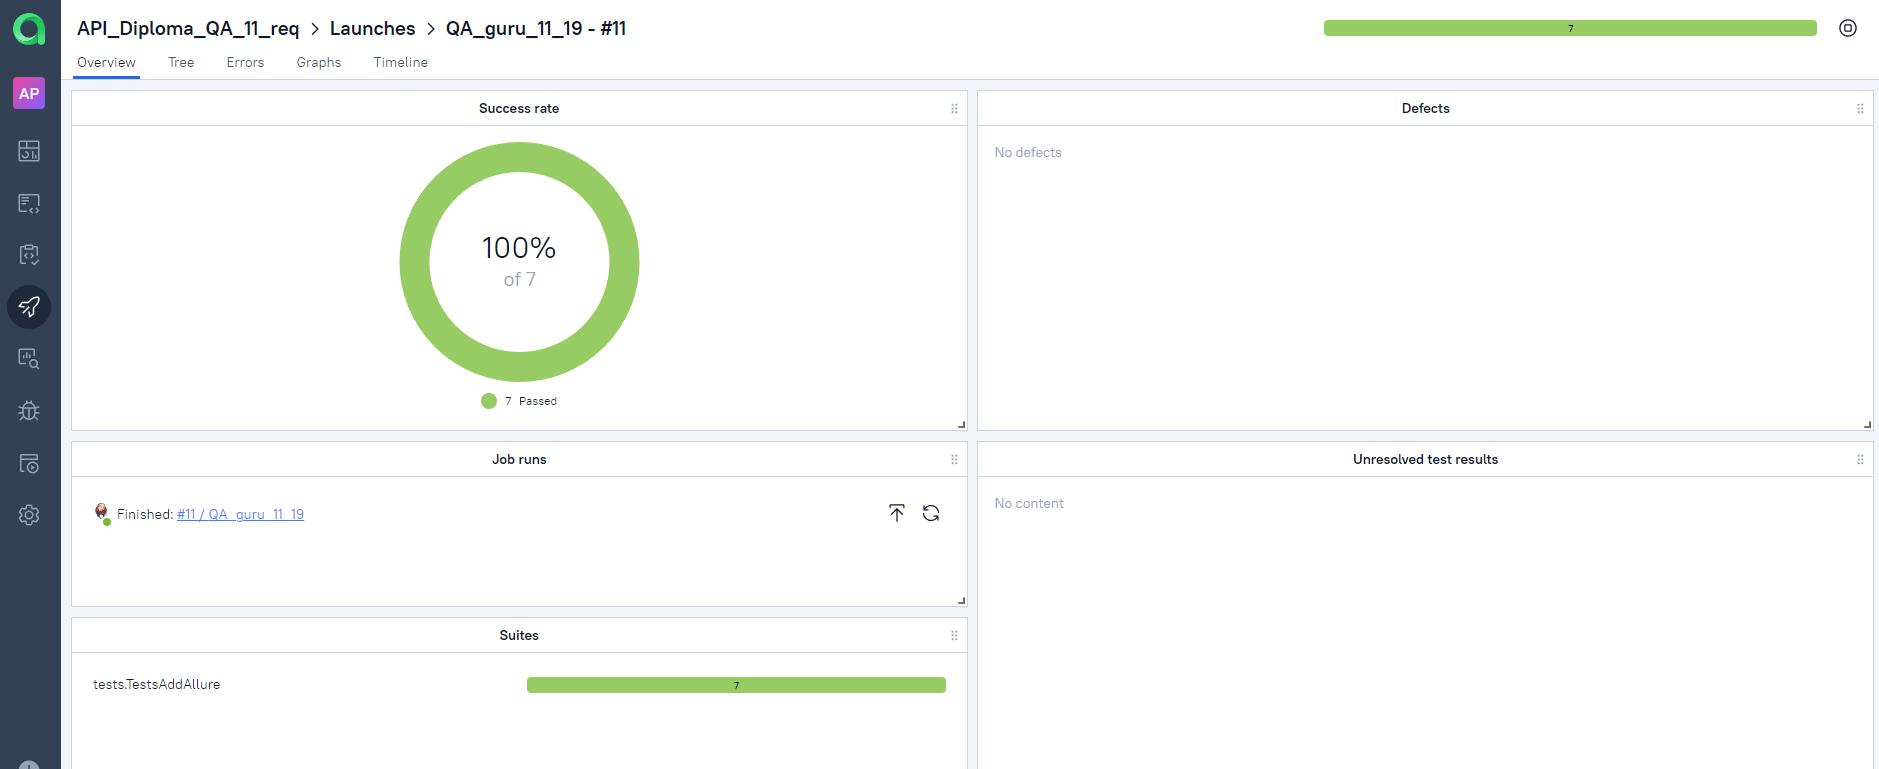 API_Diploma_QA_11_req > Launches > QA_guru_11_19 - #11
7
Overview Tree Errors Graphs Timeline
AP
Success rate
100%
of 7
7 Passed
Defects
No defects
Job runs
Finished: #11 / QA_guru_11_19
Unresolved test results
No content
Suites
tests.TestsAddAllure
7